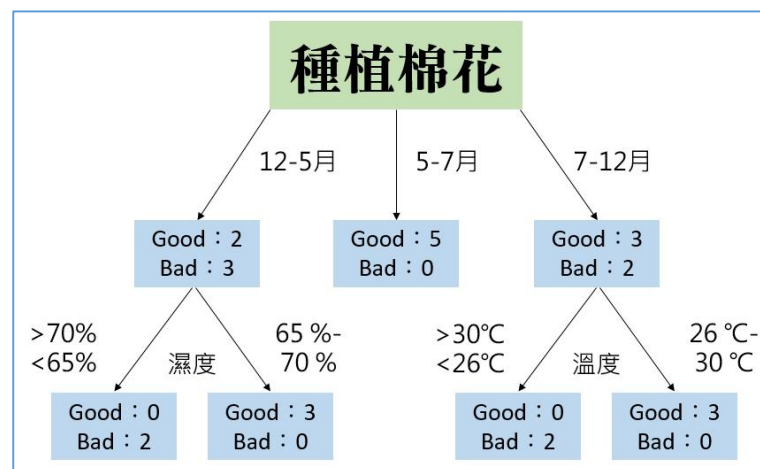 種植棉花
12-5月
5-7月
7-12月
Good：2
Bad：3
Good：5
Bad：0
Good：3
Bad：2
>70%
<65%
濕度
65 %-
70 %
>30℃
<26℃
溫度
26 ℃-
30 ℃
Good：0
Bad：2
Good：3
Bad：0
Good：0
Bad：2
Good：3
Bad：0